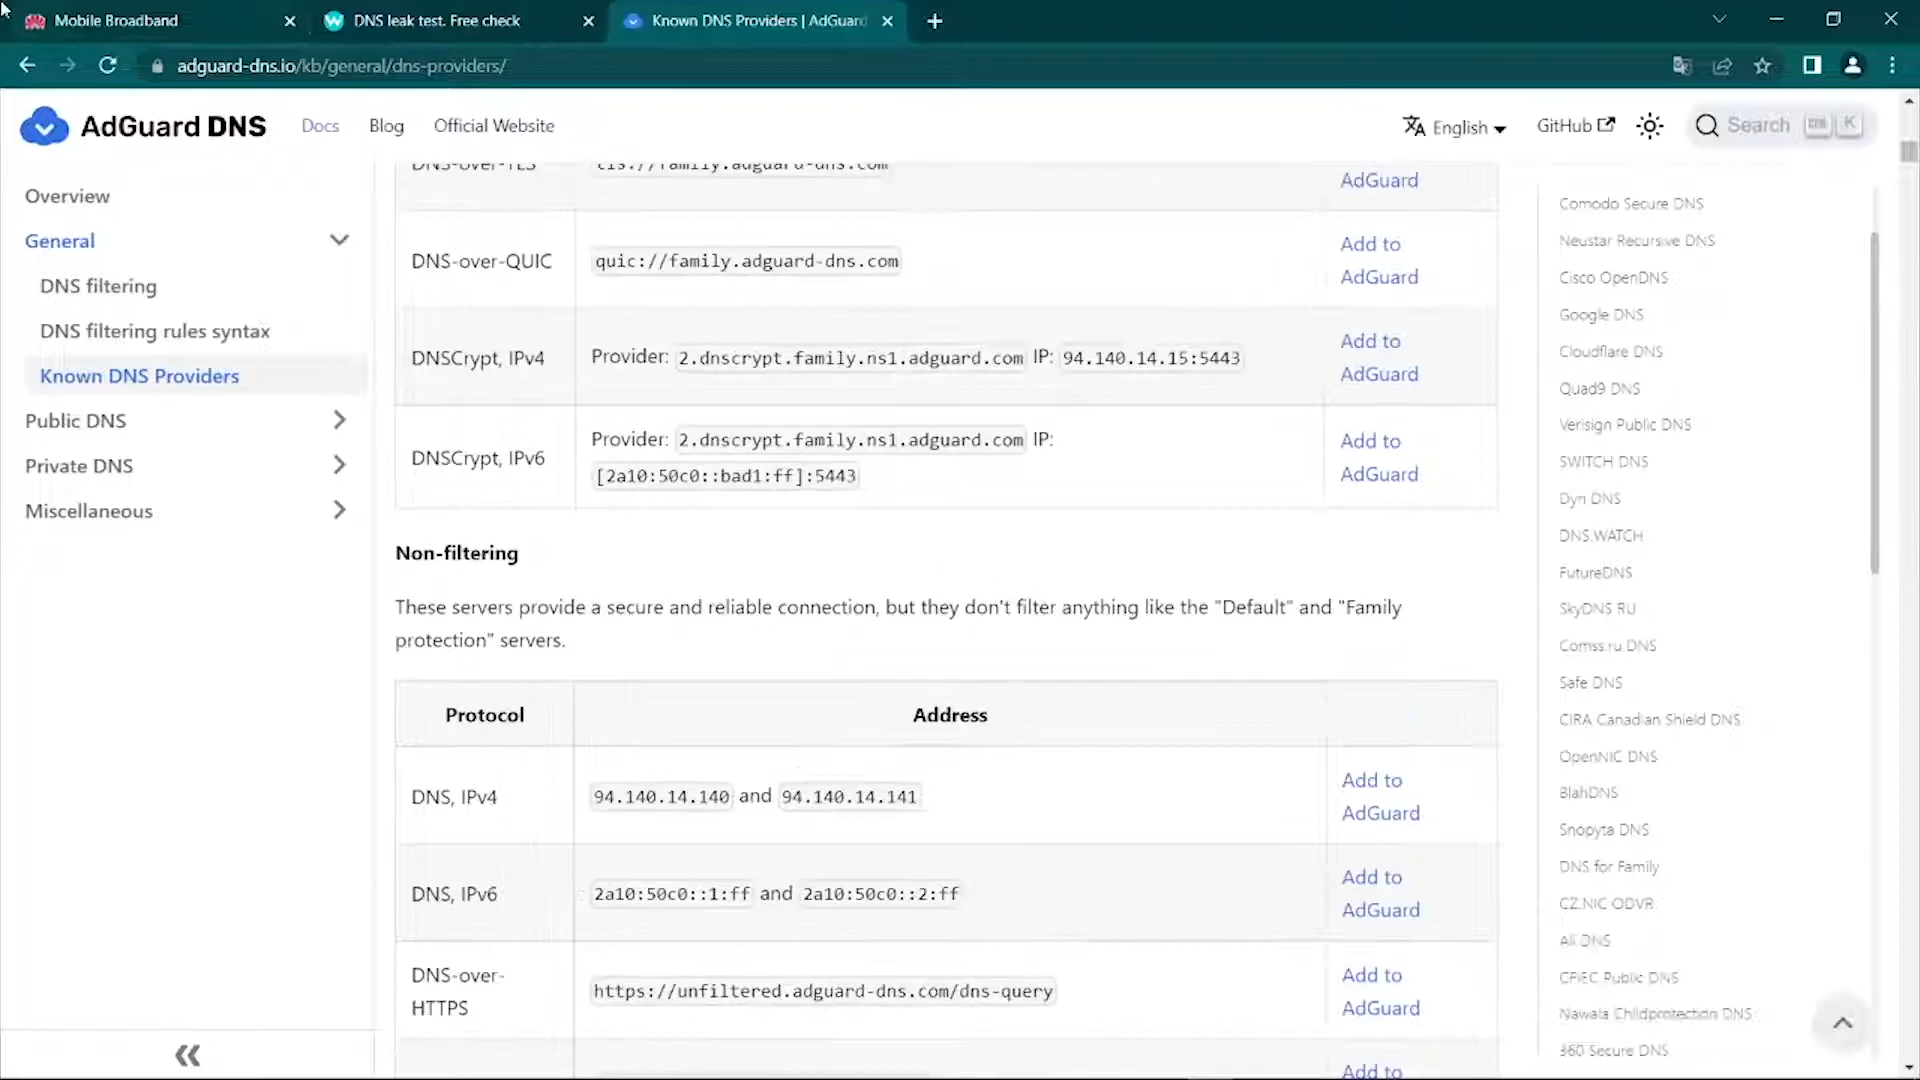 Mobile Broadband
DNS leak test. Free check
Known DNS Providers | AdGuard
adguard-dns.io/kb/general/dns-providers/
AdGuard DNS
Docs
Blog
Official Website
English
GitHub
Search
K
Overview
General
DNS filtering
DNS filtering rules syntax
Known DNS Providers
Public DNS
Private DNS
Miscellaneous
DNS-over-TLS
tls://family.adguard-dns.com
AdGuard
DNS-over-QUIC
quic://family.adguard-dns.com
Add to
AdGuard
DNSCrypt, IPv4
Provider: 2.dnscrypt.family.ns1.adguard.com IP: 94.140.14.15:5443
Add to
AdGuard
DNSCrypt, IPv6
Provider: 2.dnscrypt.family.ns1.adguard.com IP:
[2a10:50c0::bad1:ff]:5443
Add to
AdGuard
Non-filtering
These servers provide a secure and reliable connection, but they don't filter anything like the "Default" and "Family
protection" servers.
Protocol
Address
DNS, IPv4
94.140.14.140 and 94.140.14.141
Add to
AdGuard
DNS, IPv6
2a10:50c0::1:ff and 2a10:50c0::2:ff
Add to
AdGuard
DNS-over-
HTTPS
https://unfiltered.adguard-dns.com/dns-query
Add to
AdGuard
Add to
Comodo Secure DNS
Neustar Recursive DNS
Cisco OpenDNS
Google DNS
Cloudflare DNS
Quad9 DNS
Verisign Public DNS
SWITCH DNS
Dyn DNS
DNS.WATCH
FutureDNS
SkyDNS RU
Comss.ru DNS
Safe DNS
CIRA Canadian Shield DNS
OpenNIC DNS
BlahDNS
Snopyta DNS
DNS for Family
CZ.NIC ODVR
Ali DNS
CFIEC Public DNS
Nawala Childprotection DNS
360 Secure DNS